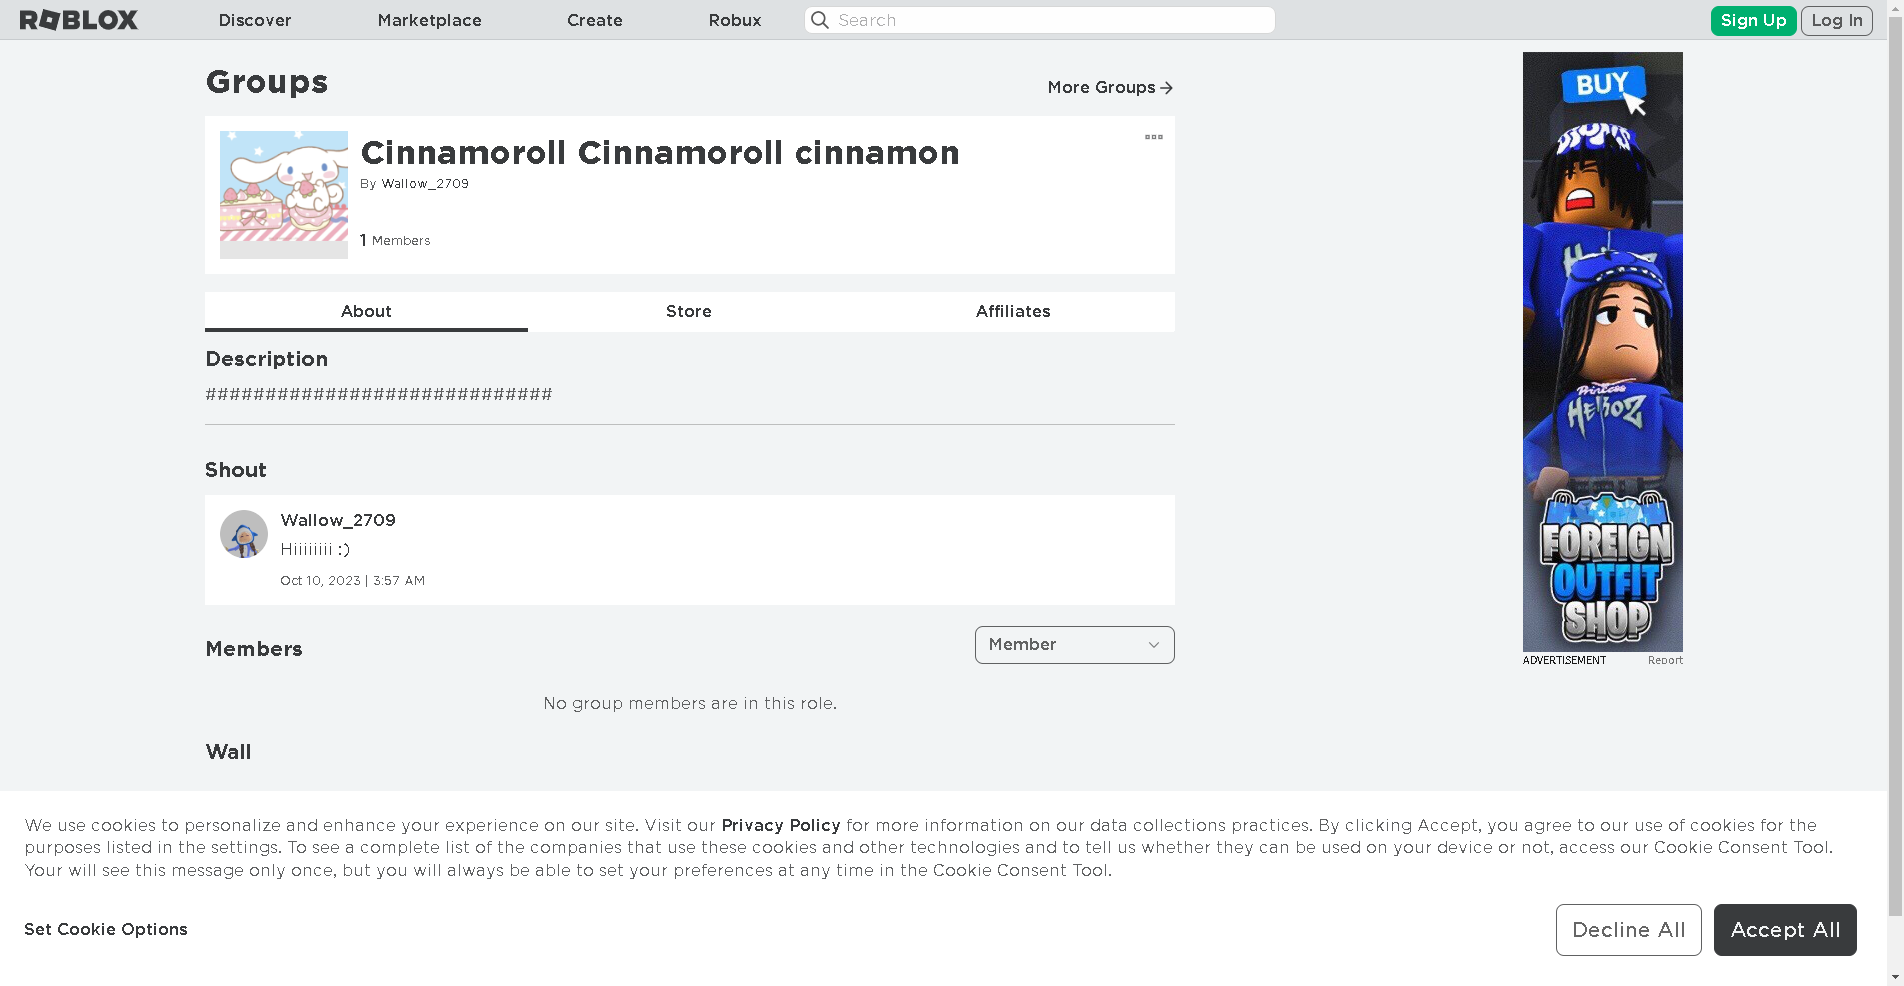 ROBLOX Discover Marketplace Create Robux Search Sign Up Log In
Groups
More Groups
Cinnamoroll Cinnamoroll cinnamon
By Wallow_2709
1 Members
About Store Affiliates
Description
#############################
Shout
Wallow_2709
Hiiiiiiii :)
Oct 10, 2023 | 3:57 AM
Members
Member
No group members are in this role.
Wall
BUY
Princess
HEROZ
FOREIGN
OUTFIT
SHOP
ADVERTISEMENT Report
We use cookies to personalize and enhance your experience on our site. Visit our Privacy Policy for more information on our data collections practices. By clicking Accept, you agree to our use of cookies for the
purposes listed in the settings. To see a complete list of the companies that use these cookies and other technologies and to tell us whether they can be used on your device or not, access our Cookie Consent Tool.
Your will see this message only once, but you will always be able to set your preferences at any time in the Cookie Consent Tool.
Set Cookie Options
Decline All
Accept All